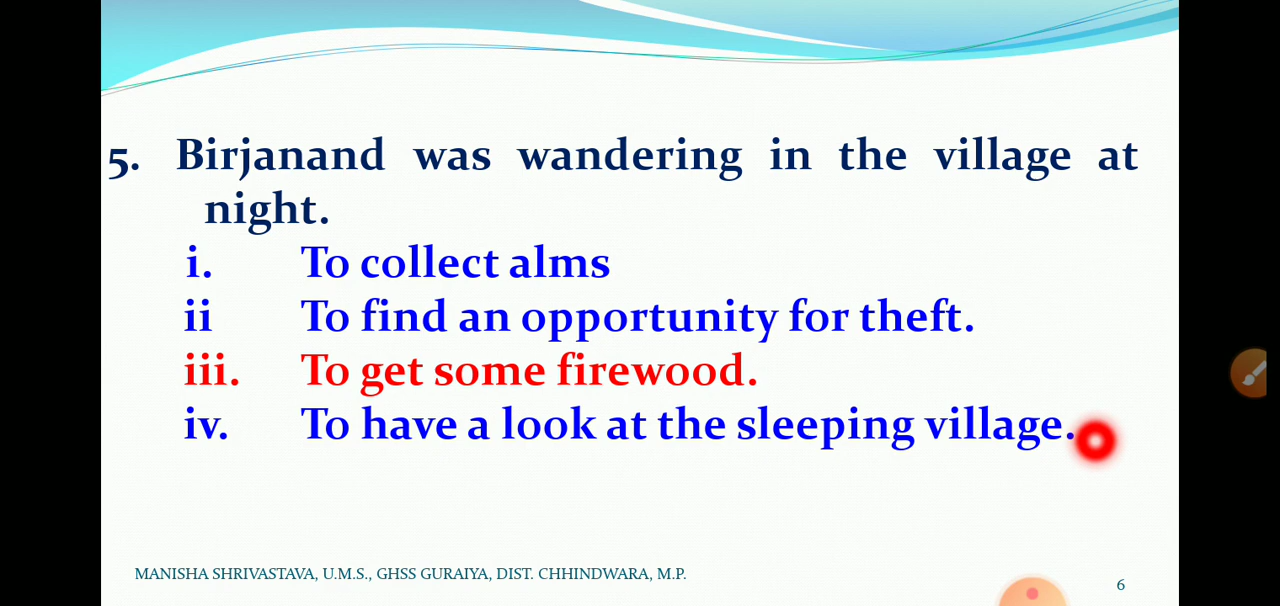 5. Birjanand was wandering in the village at
night.
i. To collect alms
ii To find an opportunity for theft.
iii. To get some firewood.
iv. To have a look at the sleeping village.
MANISHA SHRIVASTAVA, U.M.S., GHSS GURAIYA, DIST. CHHINDWARA, M.P.
6